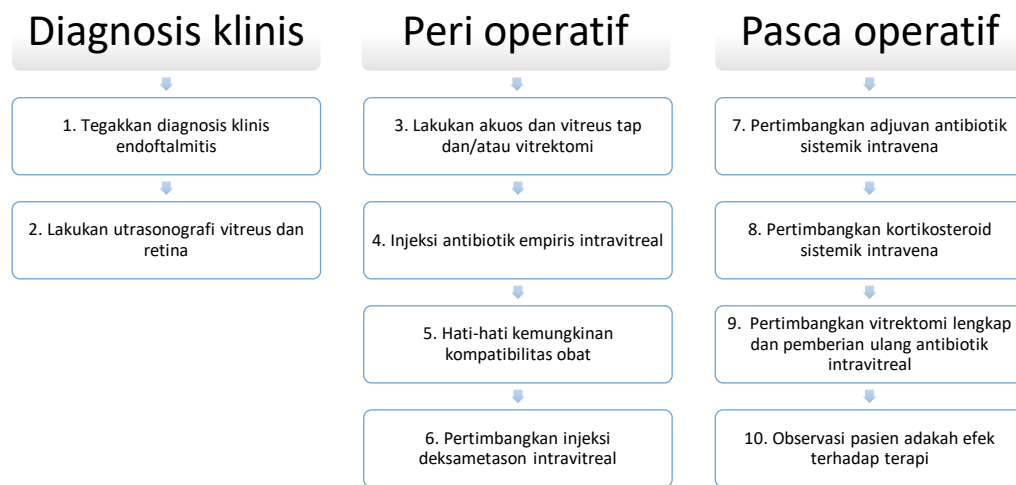 Diagnosis klinis
1. Tegakkan diagnosis klinis
endoftalmitis
2. Lakukan utrasonografi vitreus dan
retina
Peri operatif
3. Lakukan akuos dan vitreus tap
dan/atau vitrektomi
4. Injeksi antibiotik empiris intravitreal
5. Hati-hati kemungkinan
kompatibilitas obat
6. Pertimbangkan injeksi
deksametason intravitreal
Pasca operatif
7. Pertimbangkan adjuvan antibiotik
sistemik intravena
8. Pertimbangkan kortikosteroid
sistemik intravena
9. Pertimbangkan vitrektomi lengkap
dan pemberian ulang antibiotik
intravitreal
10. Observasi pasien adakah efek
terhadap terapi